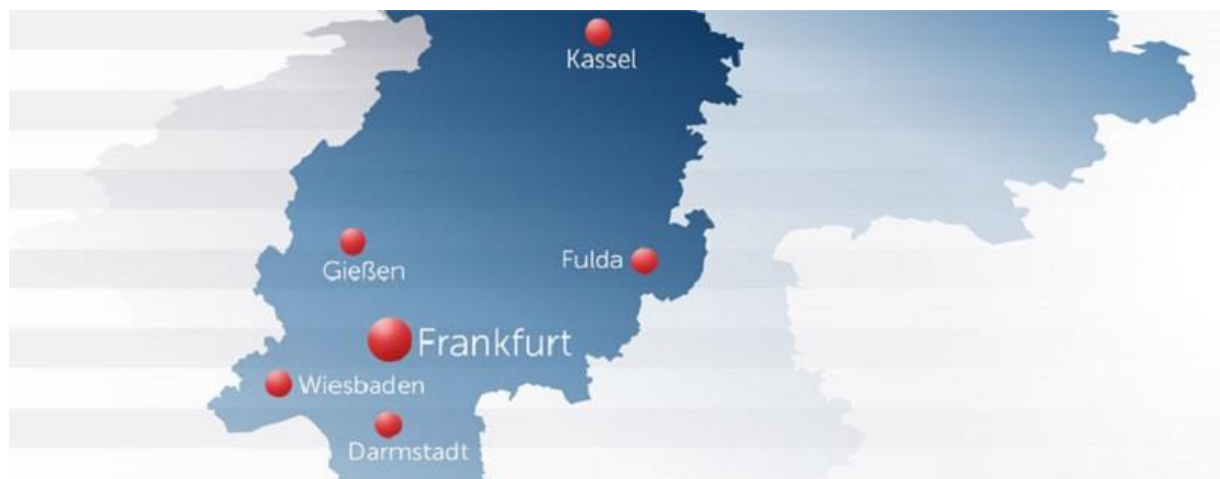 Kassel
Gießen
Fulda
Frankfurt
Wiesbaden
Darmstadt